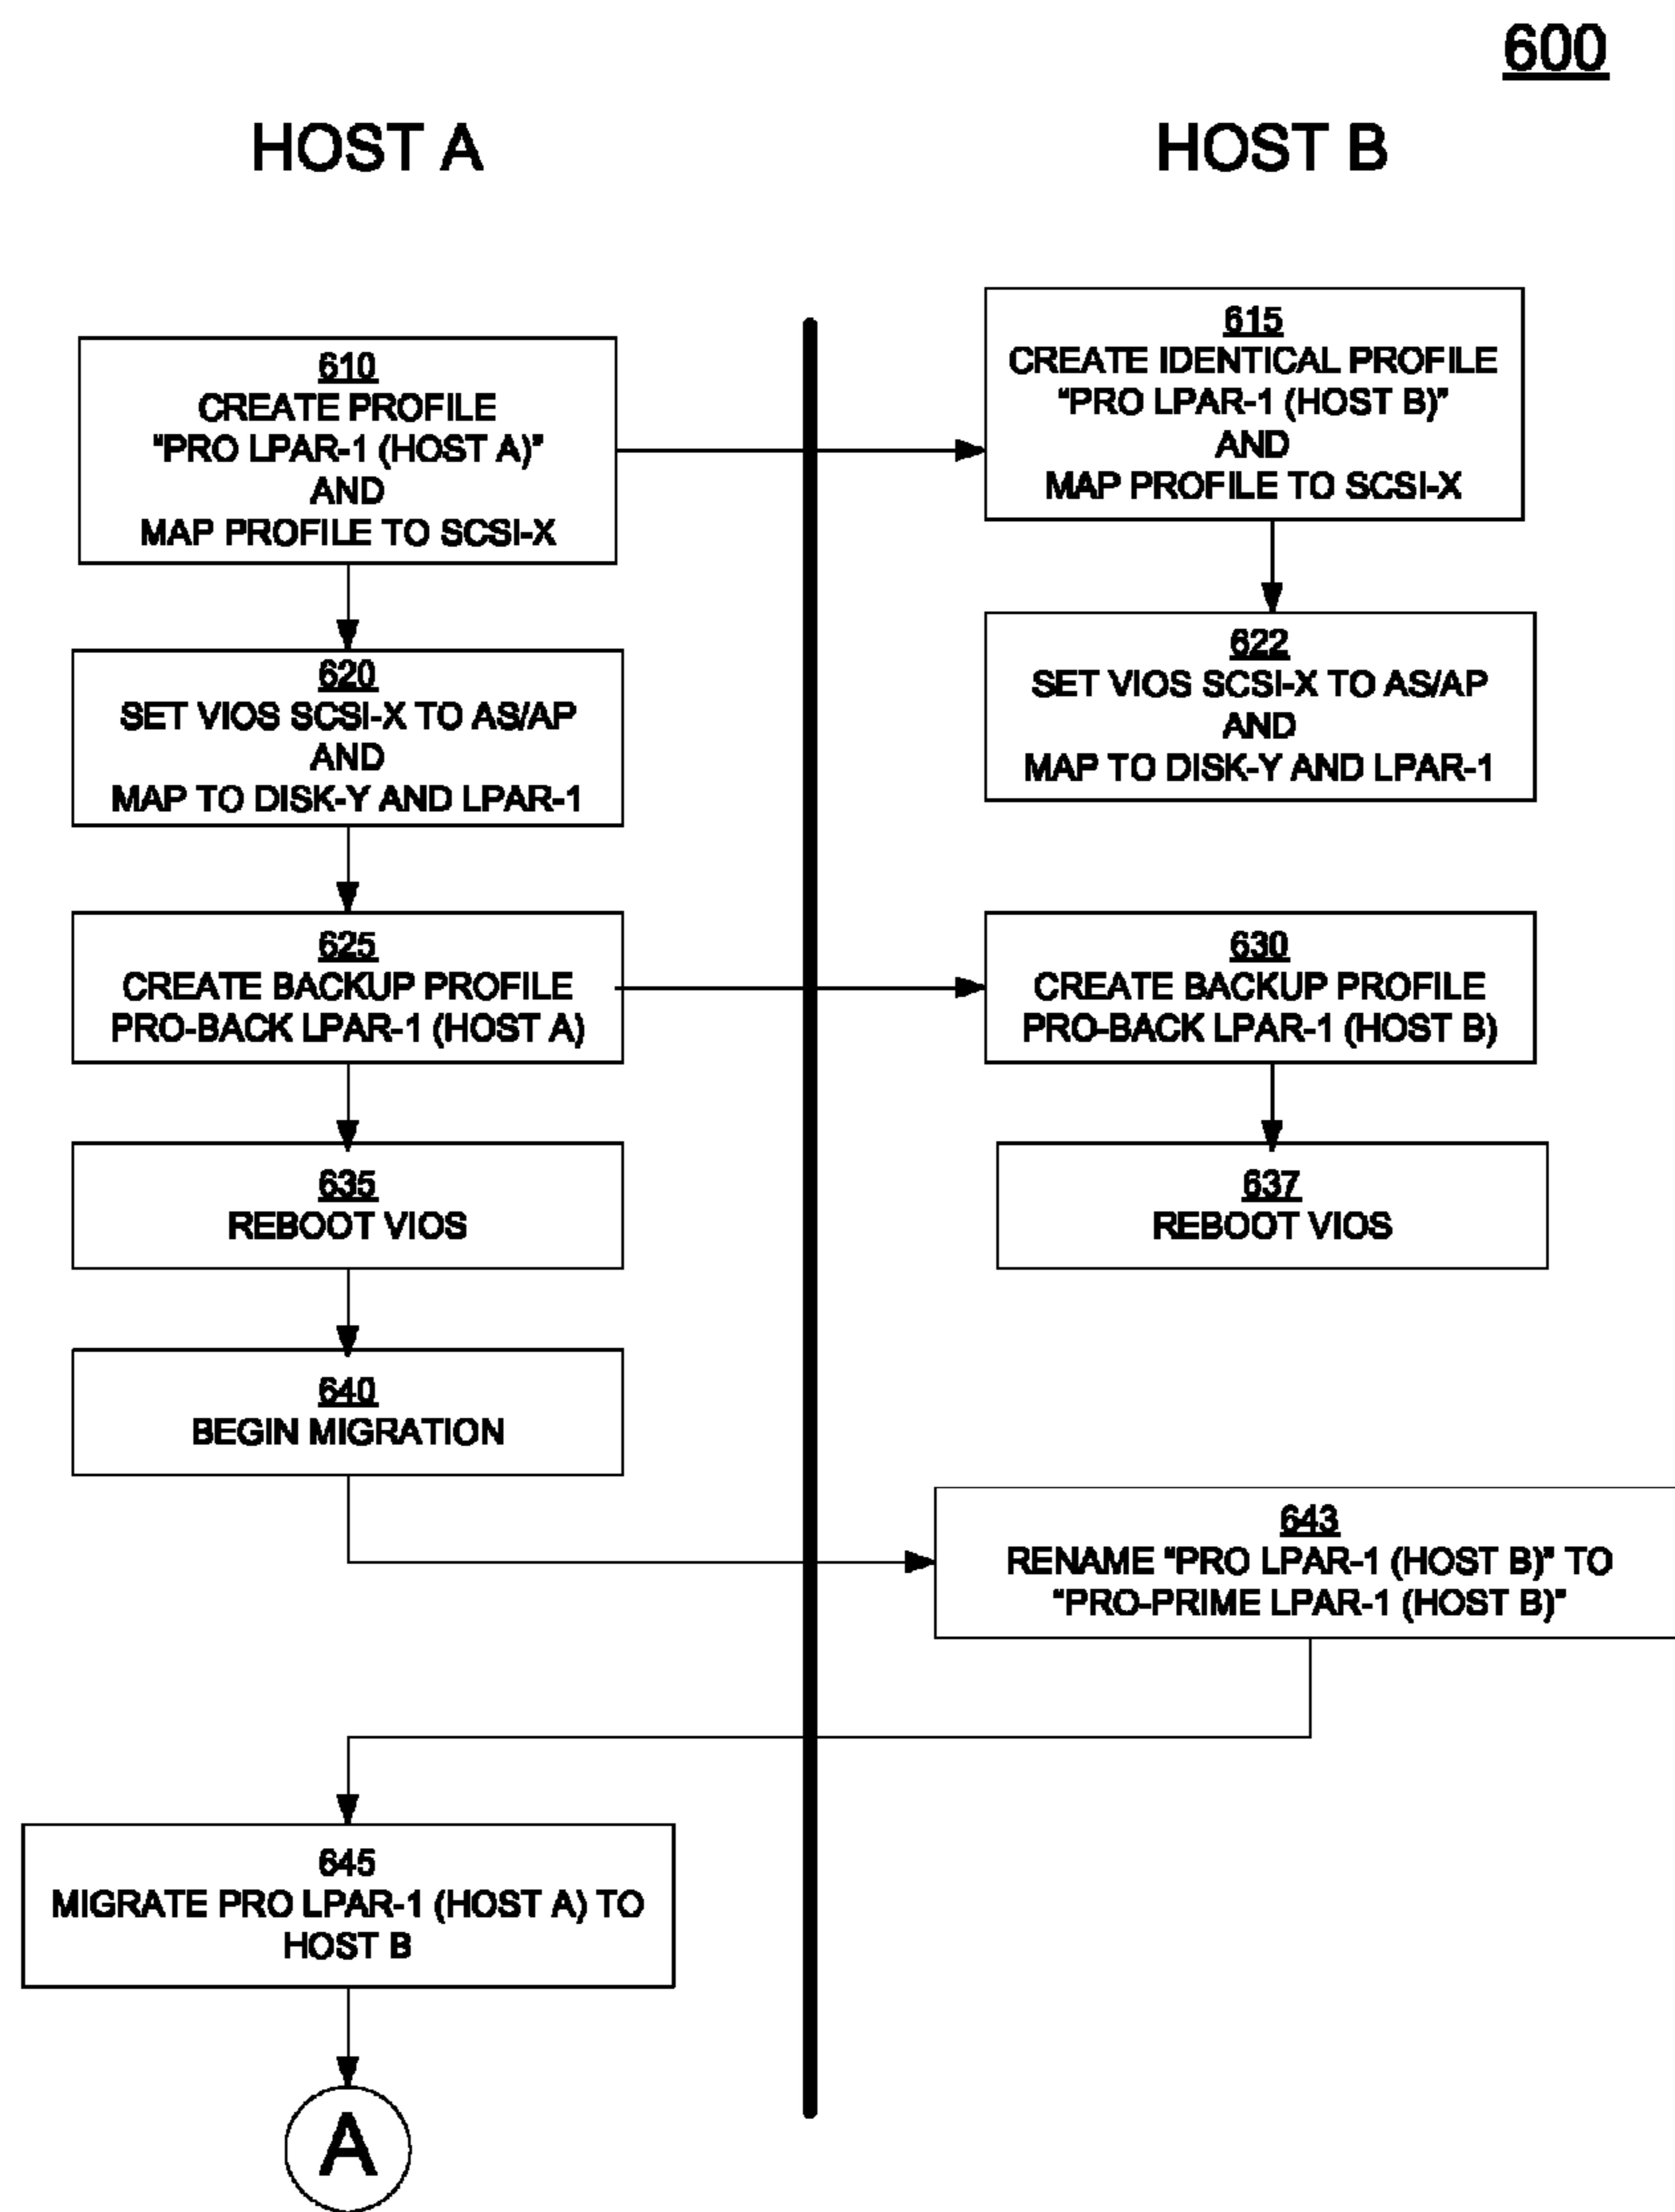 600
HOST A
HOST B
610
CREATE PROFILE
"PRO LPAR-1 (HOST A)"
AND
MAP PROFILE TO SCSI-X
615
CREATE IDENTICAL PROFILE
"PRO LPAR-1 (HOST B)"
AND
MAP PROFILE TO SCSI-X
620
SET VIOS SCSI-X TO AS/AP
AND
MAP TO DISK-Y AND LPAR-1
622
SET VIOS SCSI-X TO AS/AP
AND
MAP TO DISK-Y AND LPAR-1
625
CREATE BACKUP PROFILE
PRO-BACK LPAR-1 (HOST A)
630
CREATE BACKUP PROFILE
PRO-BACK LPAR-1 (HOST B)
635
REBOOT VIOS
637
REBOOT VIOS
640
BEGIN MIGRATION
643
RENAME "PRO LPAR-1 (HOST B)" TO
"PRO-PRIME LPAR-1 (HOST B)"
645
MIGRATE PRO LPAR-1 (HOST A) TO
HOST B
A